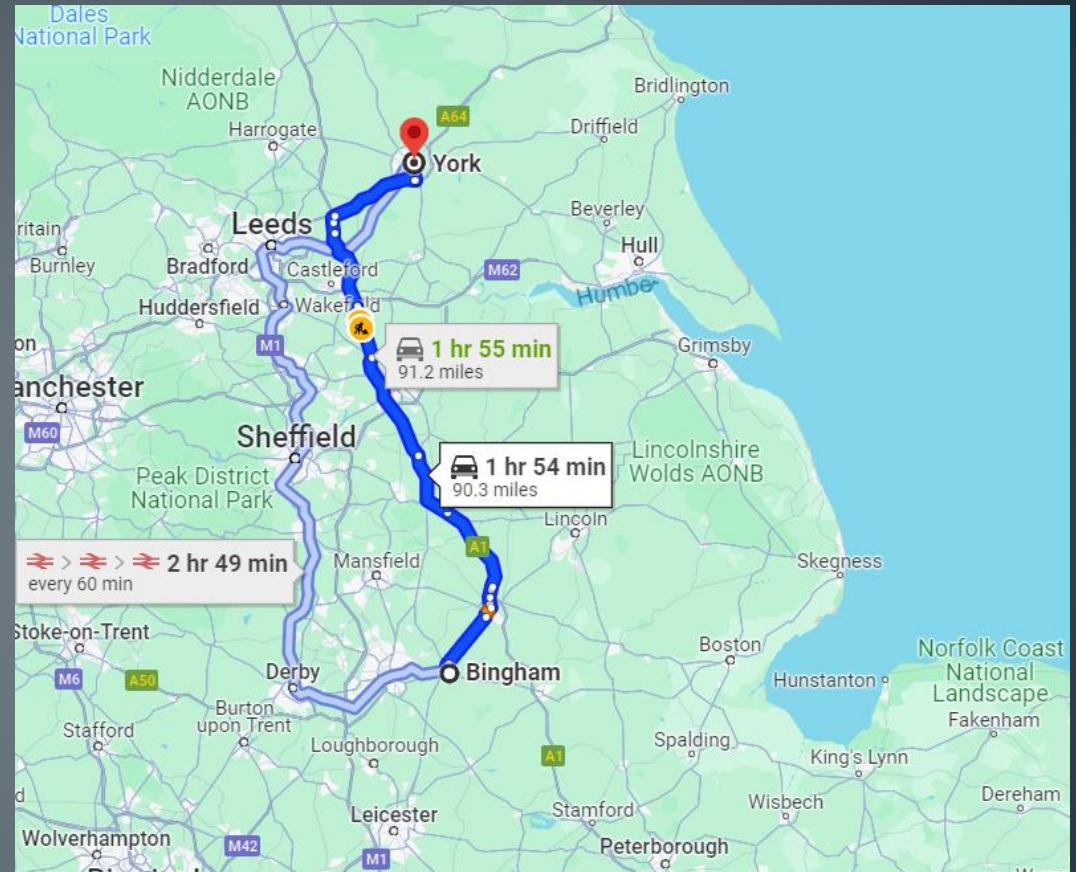 Dales
National Park
Nidderdale
AONB
Harrogate
A64
York
Bridlington
Driffield
Leeds
Beverley
Hull
Burnley
Bradford
Castleford
M62
Humbe
Huddersfield
Wakefield
on
M1
1 hr 55 min
91.2 miles
Grimsby
anchester
M60
Sheffield
1 hr 54 min
90.3 miles
Lincolnshire
Wolds AONB
Peak District
National Park
Lincoln
A1
2 hr 49 min
every 60 min
Mansfield
Skegness
Stoke-on-Trent
Boston
Norfolk Coast
National
Landscape
M6
A50
Derby
Bingham
Hunstanton
Burton
upon Trent
Stafford
Loughborough
A1
Spalding
King's Lynn
Fakenham
d
Leicester
Stamford
Wisbech
Dereham
Wolverhampton
M42
M1
Peterborough